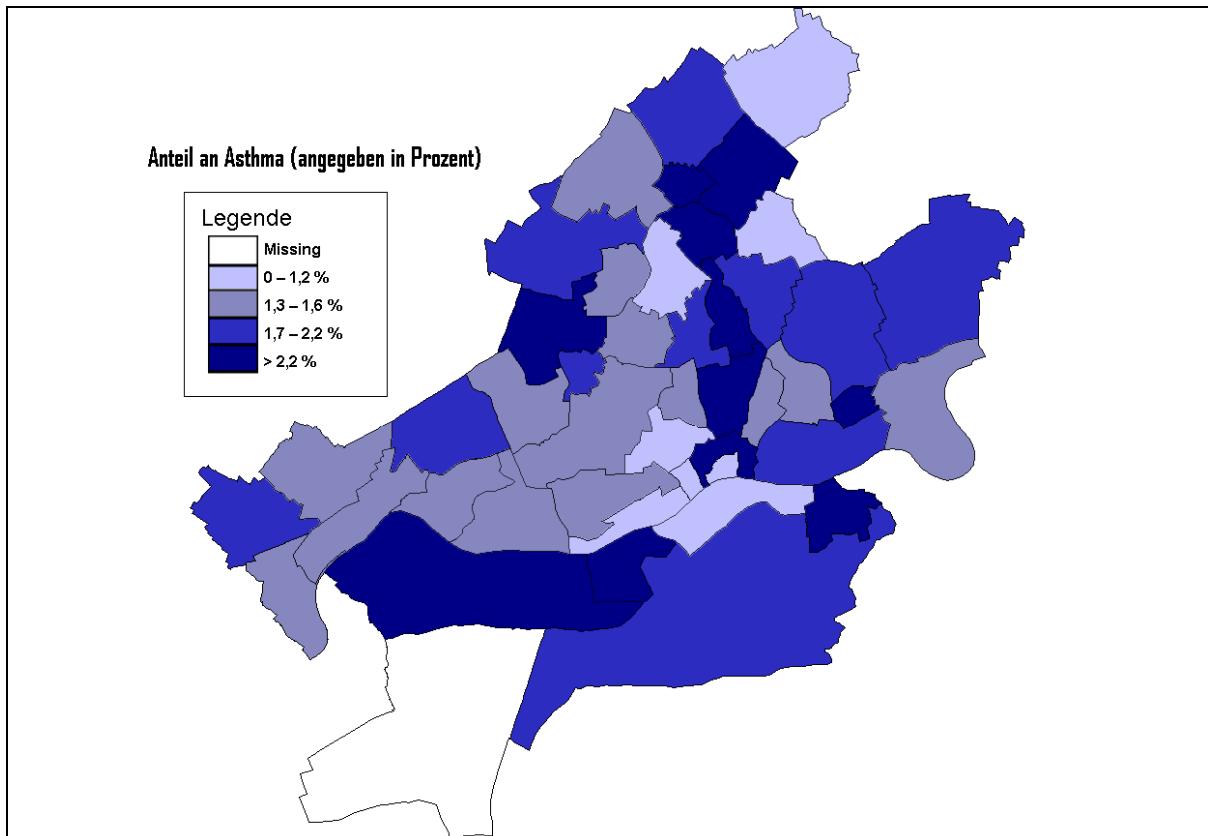 Anteil an Asthma (angegeben in Prozent)
Legende
Missing
0 – 1,2 %
1,3 – 1,6 %
1,7 – 2,2 %
> 2,2 %